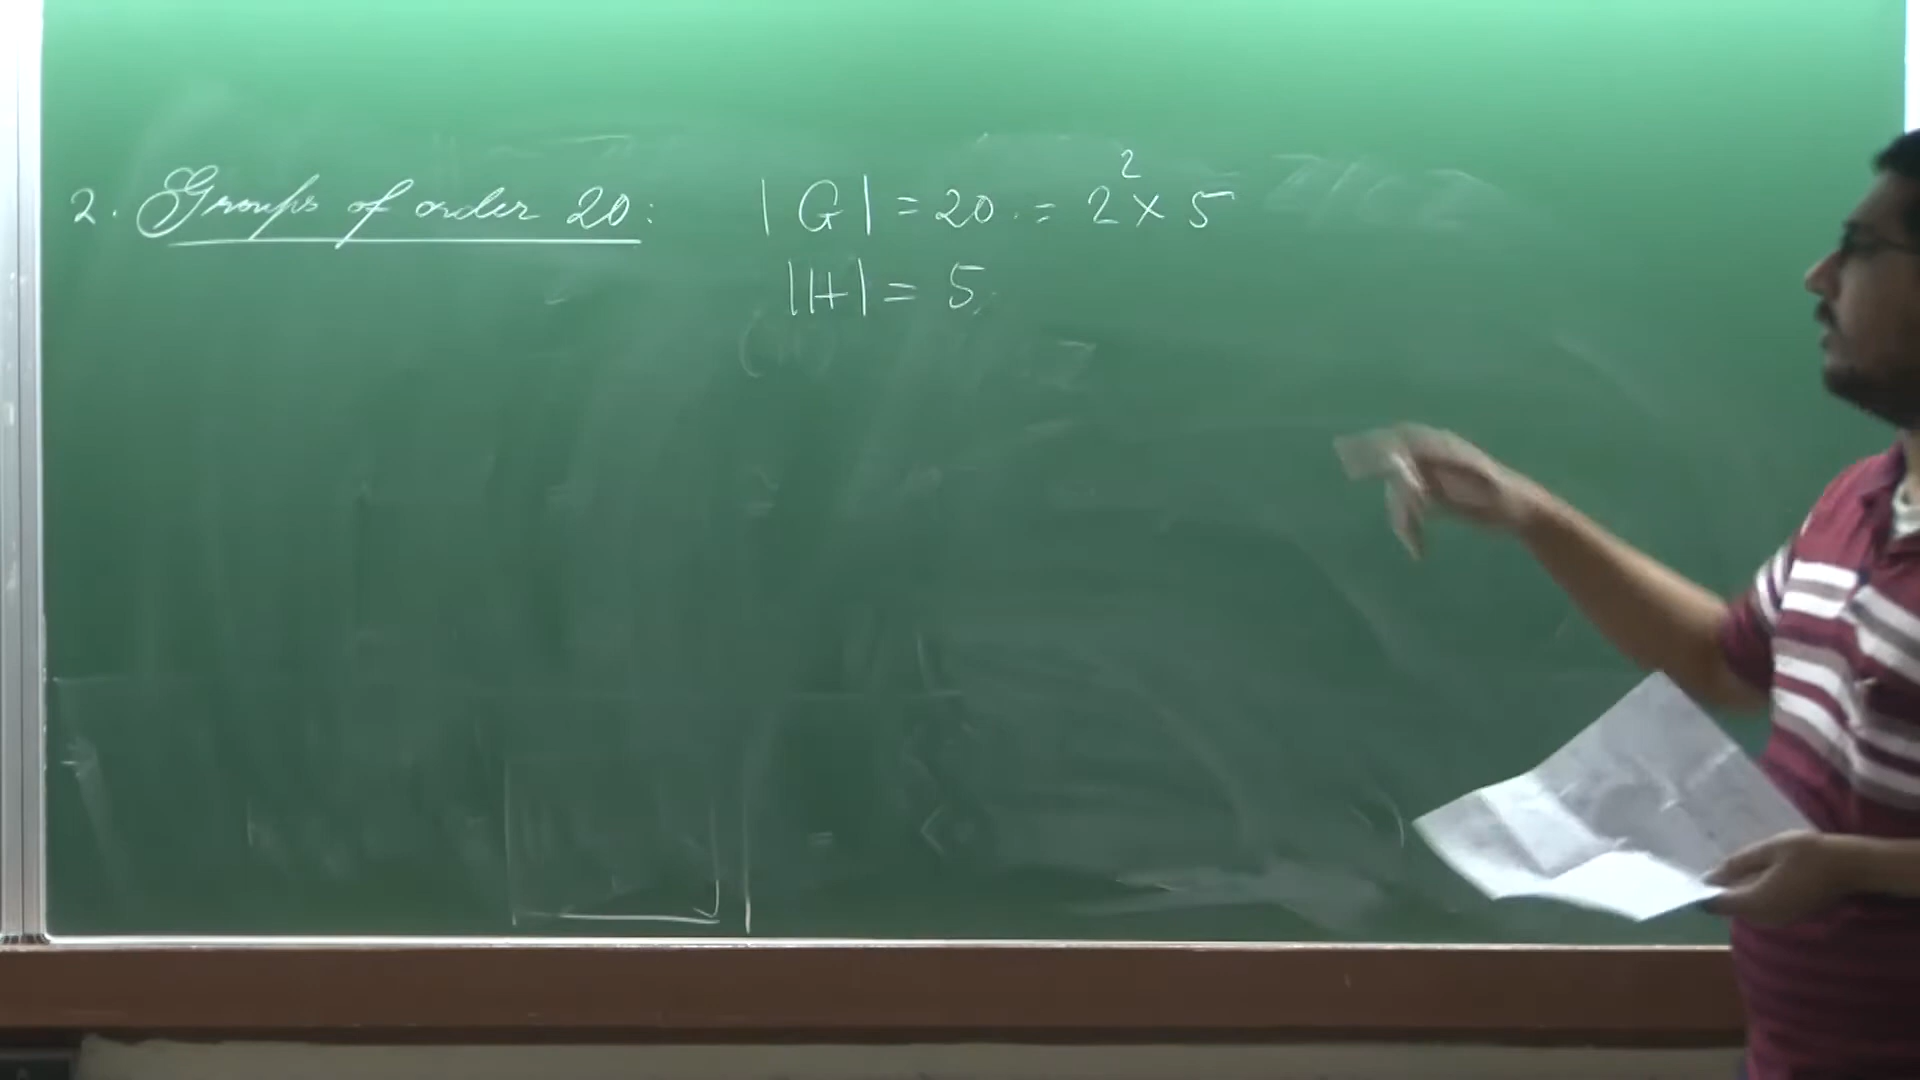 2. Groups of order 20: |G| = 20. = 2² × 5
|H| = 5.